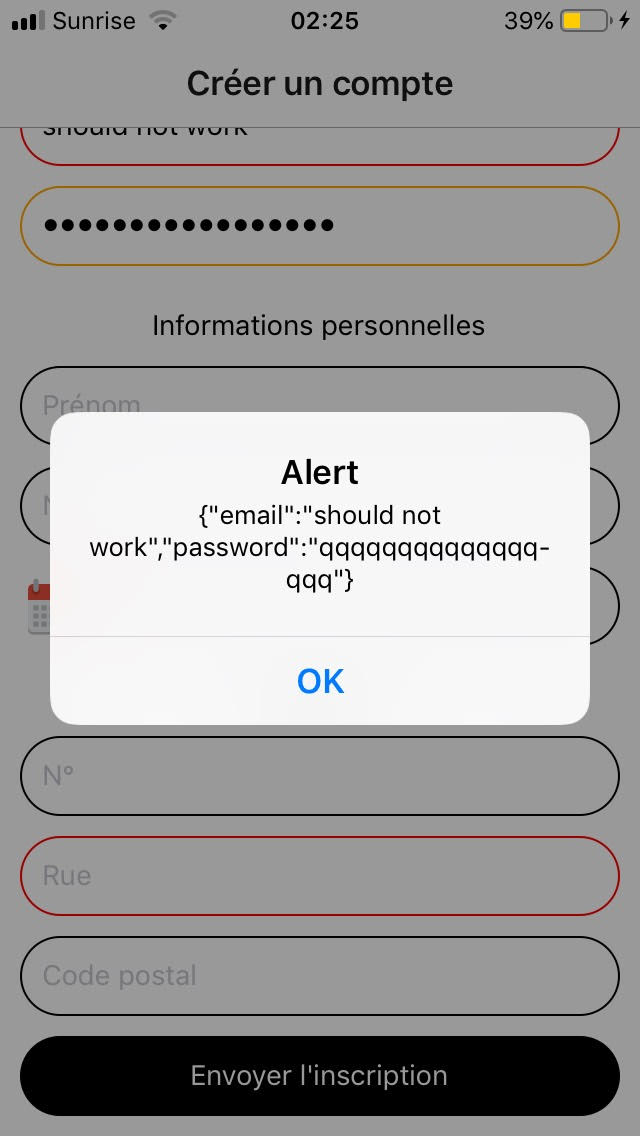 Sunrise 02:25 39%
Créer un compte
should not work
•••••••••••••••••
Informations personnelles
Prénom
Alert
{"email":"should not
work","password":"qqqqqqqqqqqqqq-
qqq"}
OK
N°
Rue
Code postal
Envoyer l'inscription